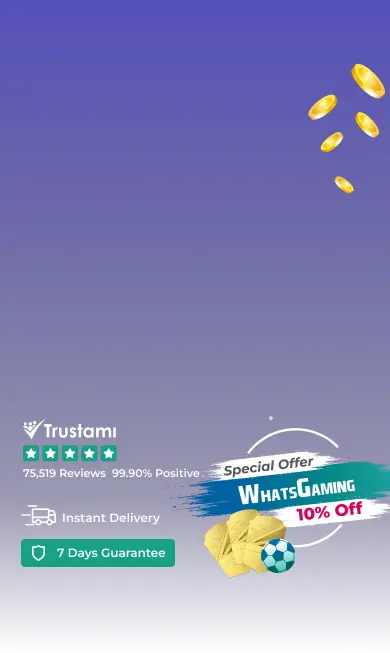 Trustami
75,519 Reviews 99.90% Positive
Special Offer
WHATSGAMING
10% Off
Instant Delivery
7 Days Guarantee